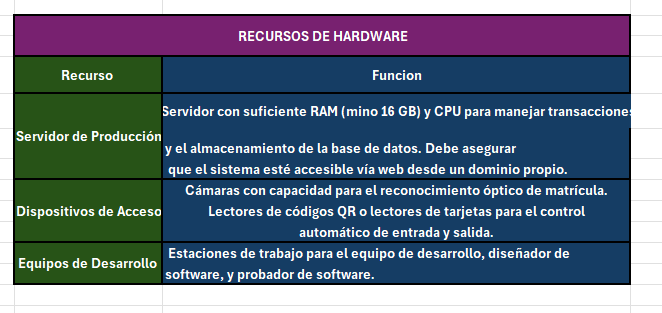 RECURSOS DE HARDWARE
Recurso
Funcion
Servidor de Producción
Servidor con suficiente RAM (mino 16 GB) y CPU para manejar transacciones
y el almacenamiento de la base de datos. Debe asegurar
que el sistema esté accesible vía web desde un dominio propio.
Dispositivos de Acceso
Cámaras con capacidad para el reconocimiento óptico de matrícula.
Lectores de códigos QR o lectores de tarjetas para el control
automático de entrada y salida.
Equipos de Desarrollo
Estaciones de trabajo para el equipo de desarrollo, diseñador de
software, y probador de software.